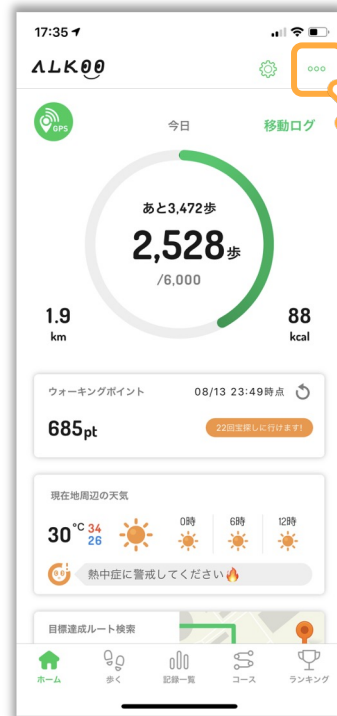 17:35
ALKOO
GPS
今日
移動ログ
あと3,472歩
2,528歩
/6,000
1.9
km
88
kcal
ウォーキングポイント
08/13 23:49時点
685pt
22回宝探しに行けます!
現在地周辺の天気
30℃
34
26
0時
6時
12時
熱中症に警戒してください🔥
目標達成ルート検索
ホーム
歩く
記録一覧
コース
ランキング